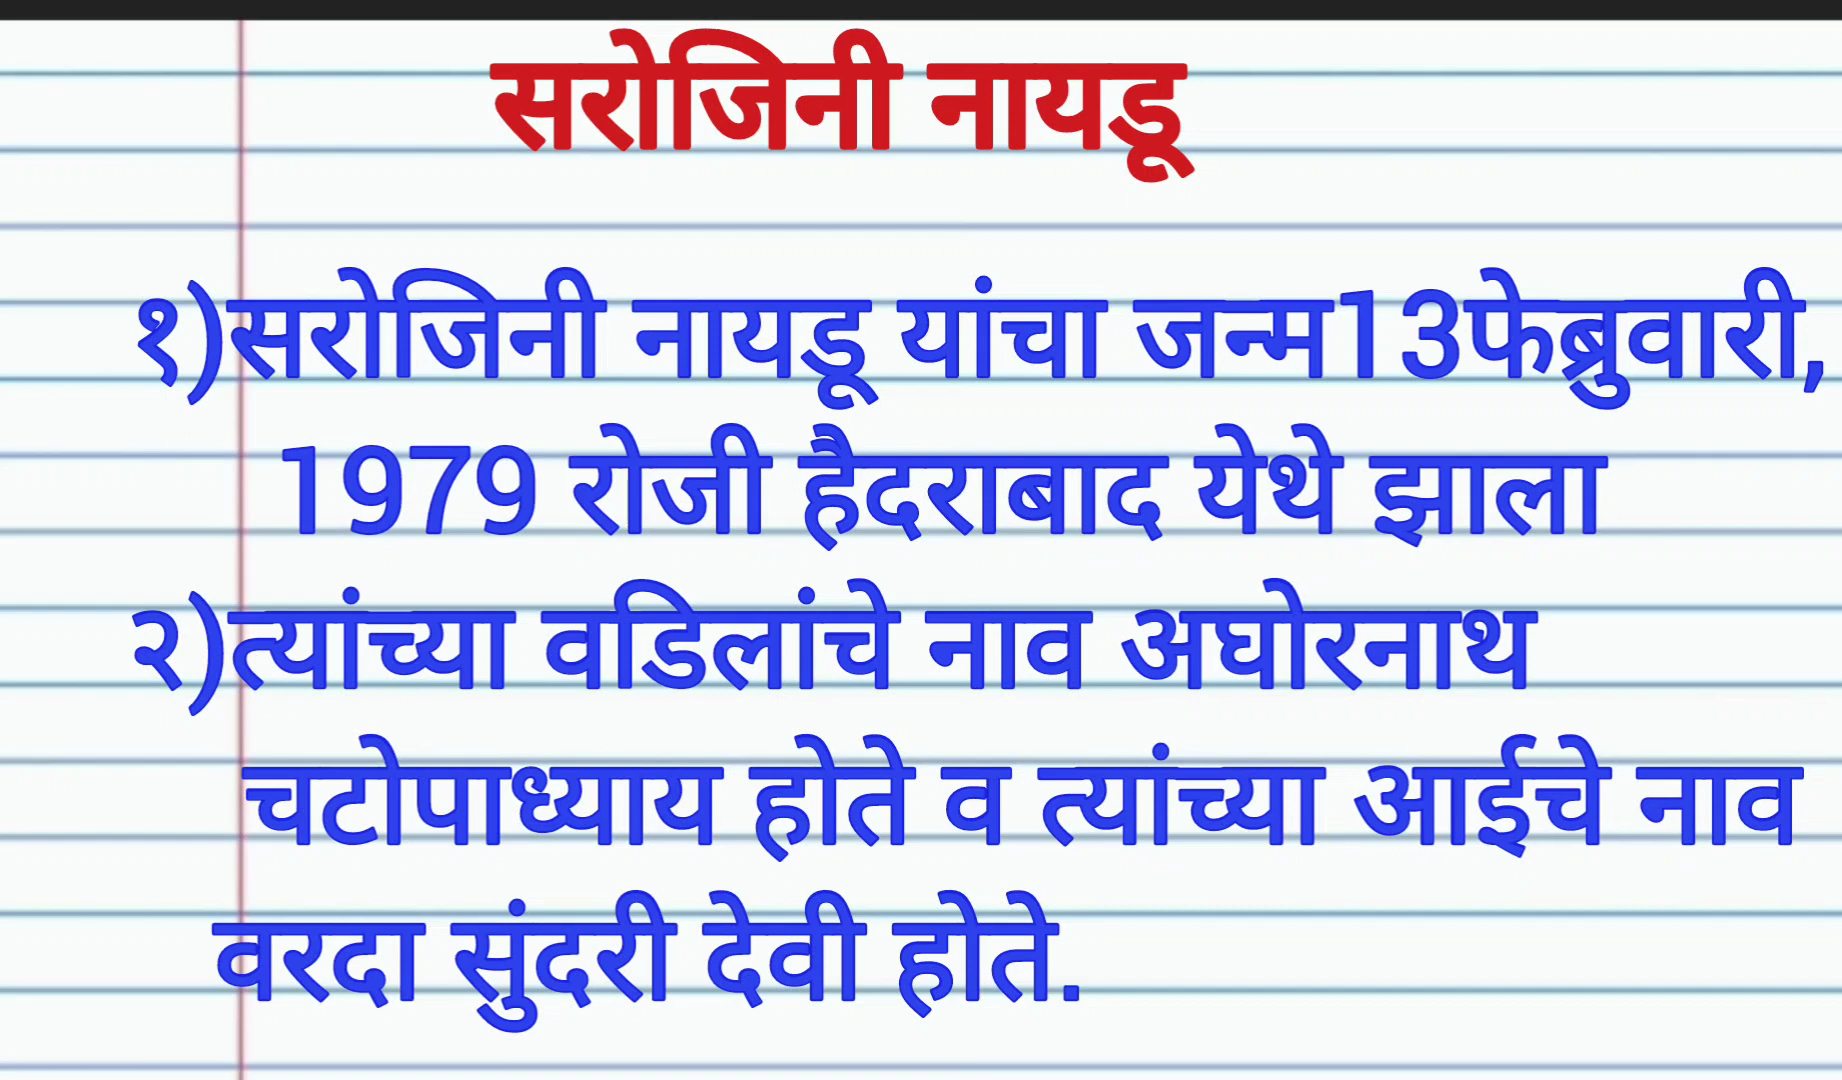 सरोजिनी नायडू
१)सरोजिनी नायडू यांचा जन्म13फेब्रुवारी,
1979 रोजी हैदराबाद येथे झाला
२)त्यांच्या वडिलांचे नाव अघोरनाथ
चटोपाध्याय होते व त्यांच्या आईचे नाव
वरदा सुंदरी देवी होते.